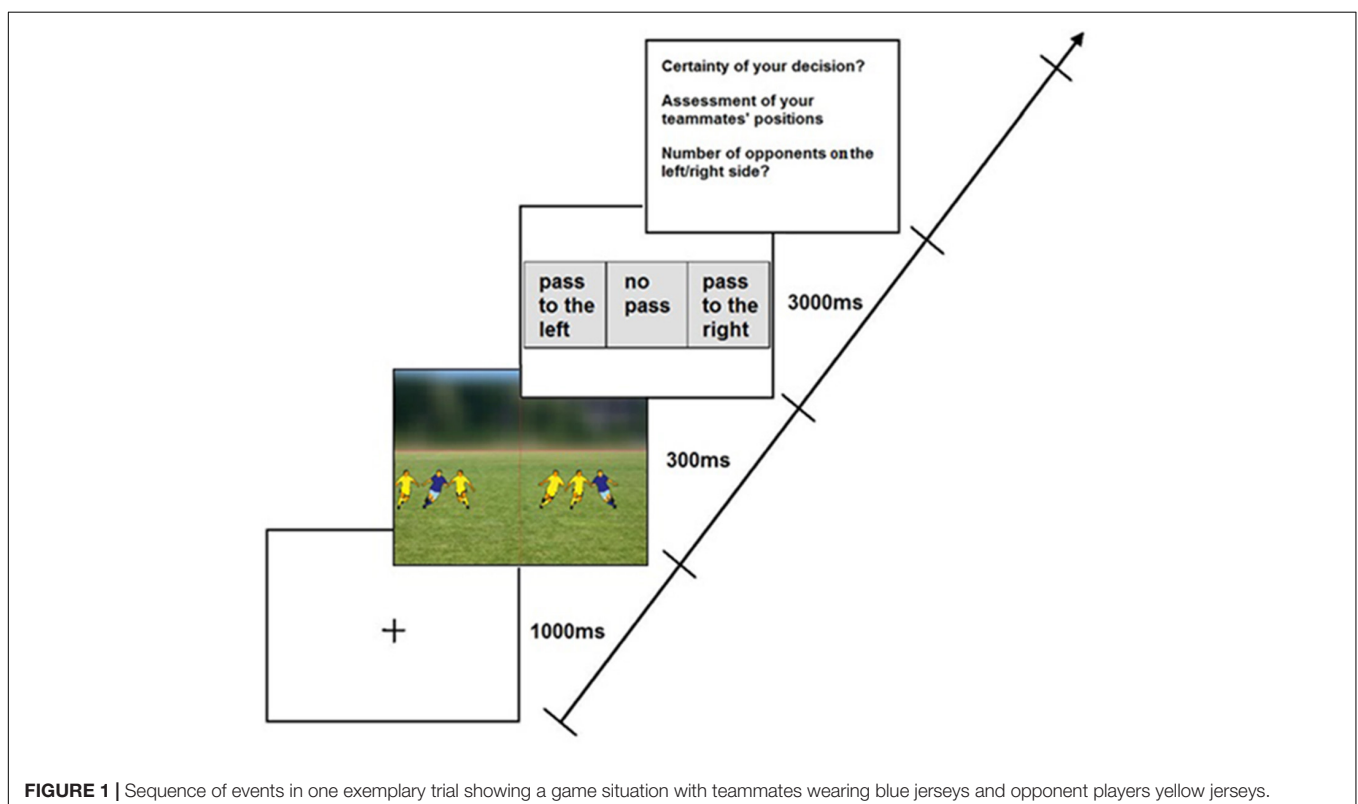 Certainty of your decision?
Assessment of your
teammates' positions
Number of opponents on the
left/right side?
pass
to the
left
no
pass
pass
to the
right
3000ms
300ms
1000ms
FIGURE 1 | Sequence of events in one exemplary trial showing a game situation with teammates wearing blue jerseys and opponent players yellow jerseys.